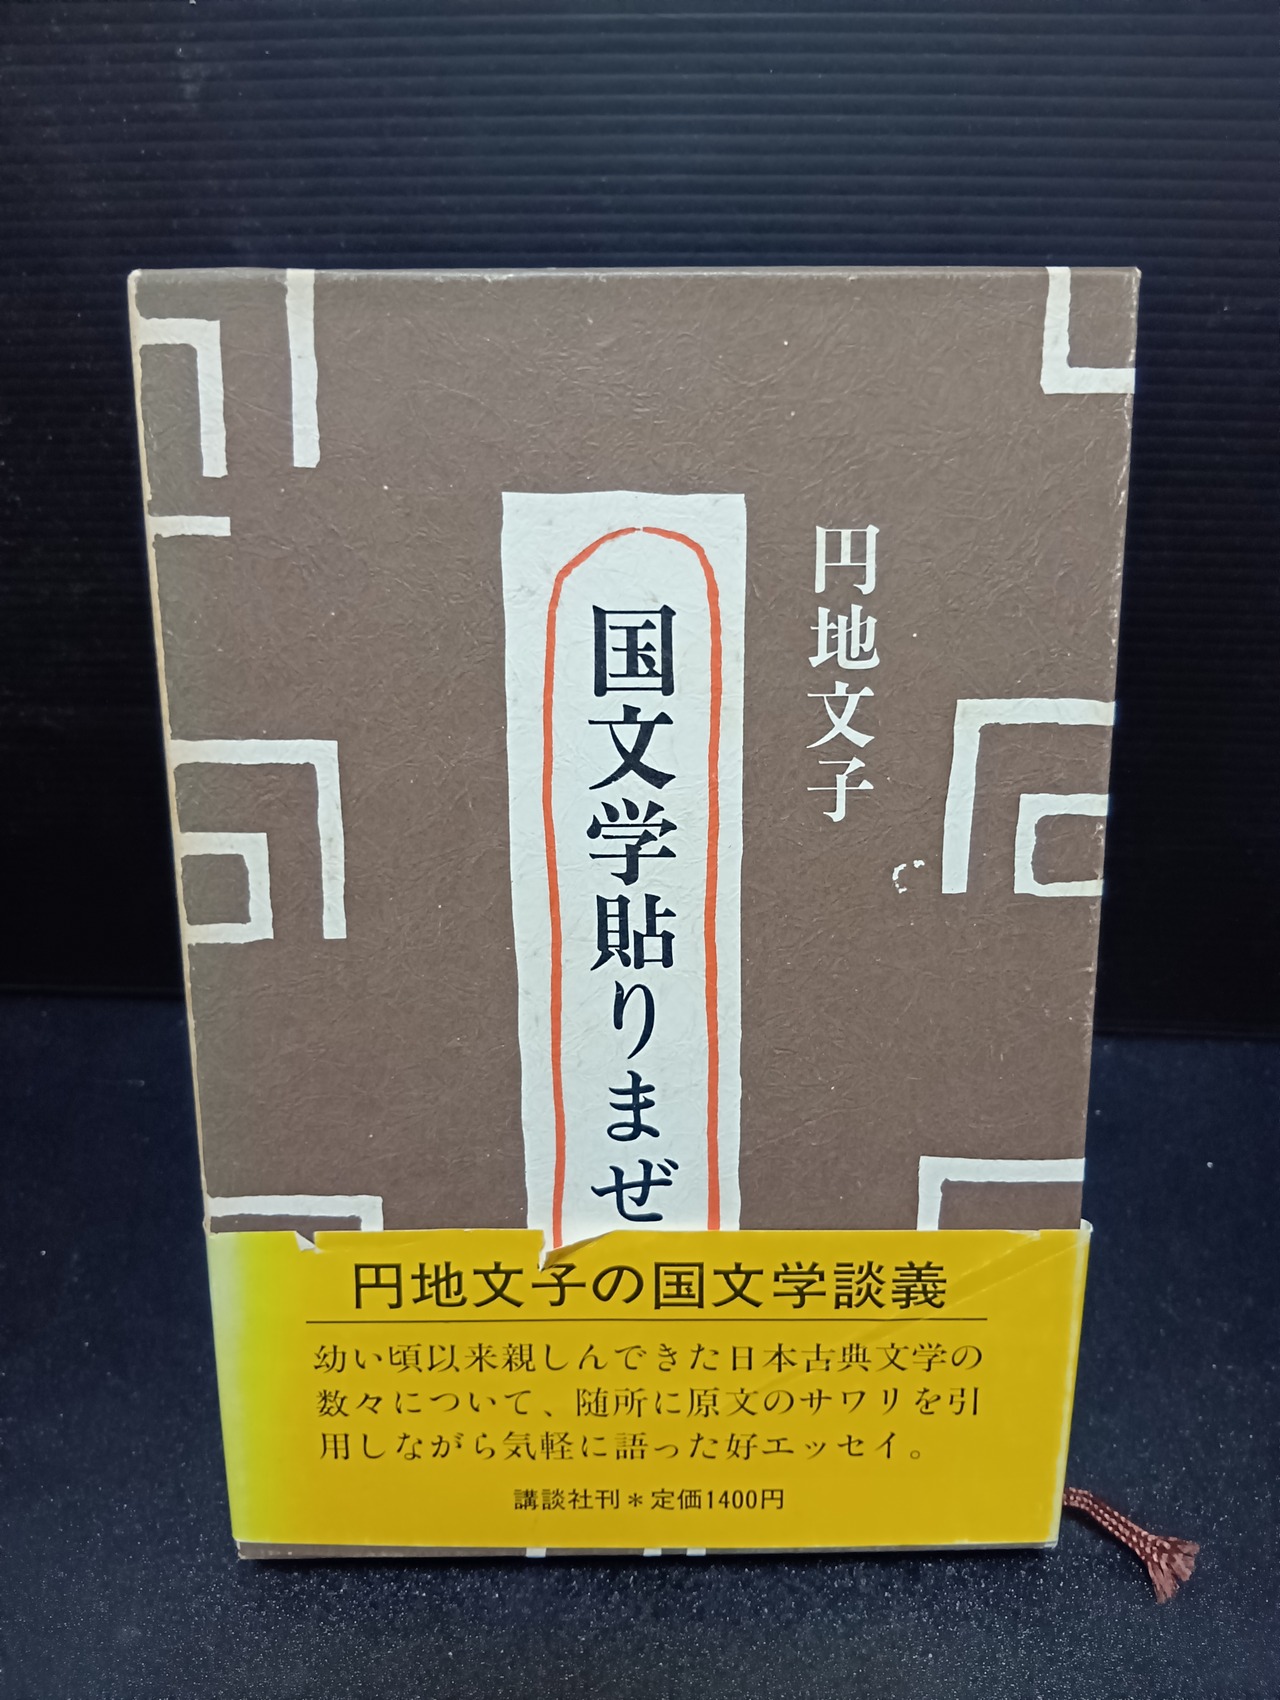 円地文子
国文学貼りまぜ
円地文子の国文学談義
幼い頃以来親しんできた日本古典文学の
数々について、随所に原文のサワリを引
用しながら気軽に語った好エッセイ。
講談社刊＊定価1400円